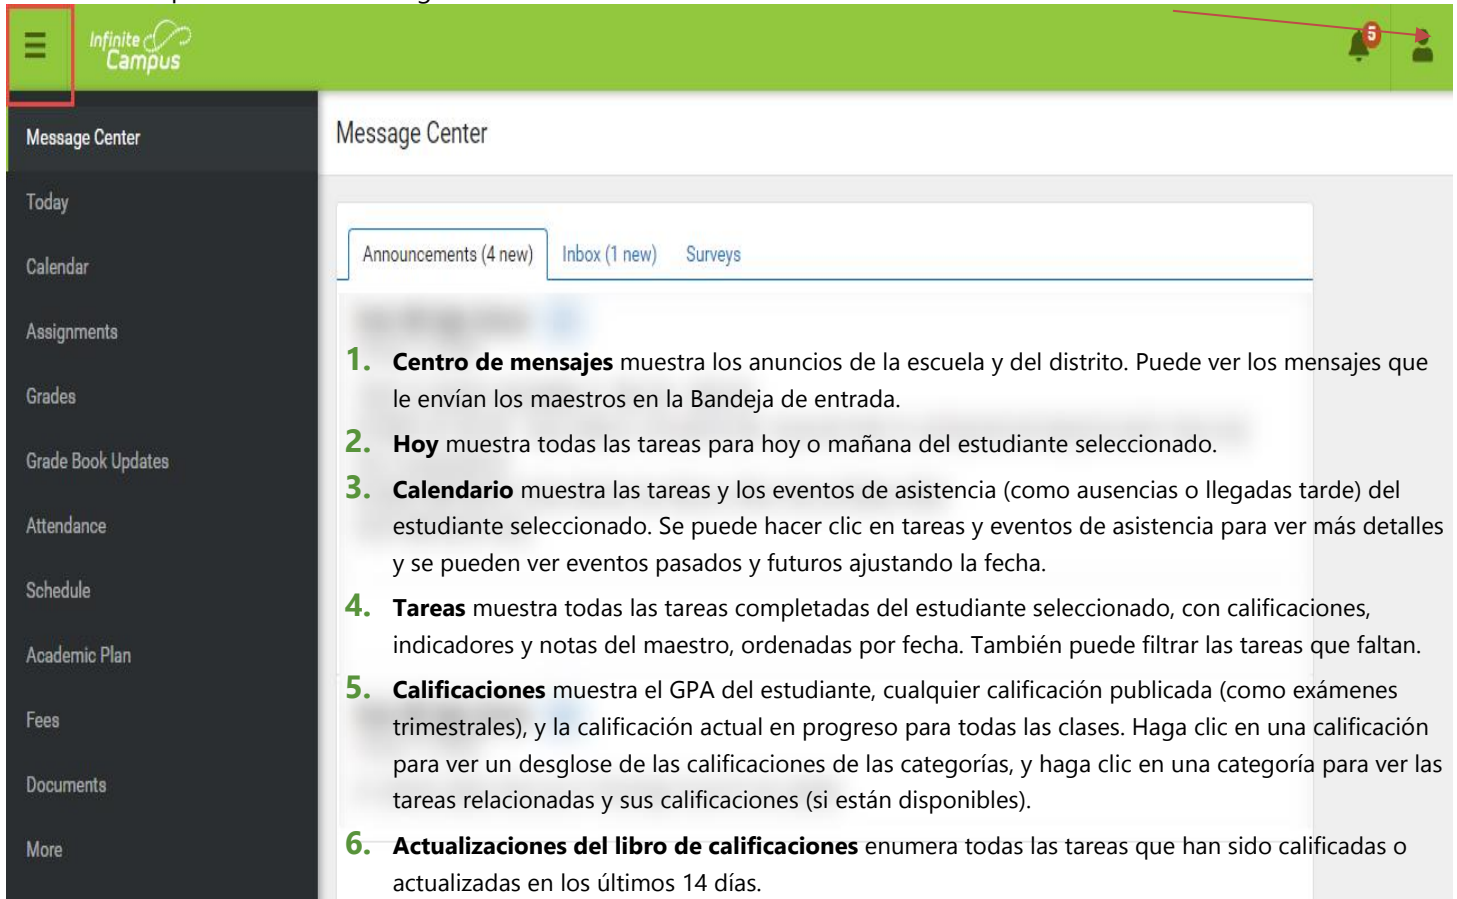 Infinite
Campus
5
Message Center
Today
Calendar
Assignments
Grades
Grade Book Updates
Attendance
Schedule
Academic Plan
Fees
Documents
More
Message Center
Announcements (4 new) Inbox (1 new) Surveys
1. Centro de mensajes muestra los anuncios de la escuela y del distrito. Puede ver los mensajes que
le envían los maestros en la Bandeja de entrada.
2. Hoy muestra todas las tareas para hoy o mañana del estudiante seleccionado.
3. Calendario muestra las tareas y los eventos de asistencia (como ausencias o llegadas tarde) del
estudiante seleccionado. Se puede hacer clic en tareas y eventos de asistencia para ver más detalles
y se pueden ver eventos pasados y futuros ajustando la fecha.
4. Tareas muestra todas las tareas completadas del estudiante seleccionado, con calificaciones,
indicadores y notas del maestro, ordenadas por fecha. También puede filtrar las tareas que faltan.
5. Calificaciones muestra el GPA del estudiante, cualquier calificación publicada (como exámenes
trimestrales), y la calificación actual en progreso para todas las clases. Haga clic en una calificación
para ver un desglose de las calificaciones de las categorías, y haga clic en una categoría para ver las
tareas relacionadas y sus calificaciones (si están disponibles).
6. Actualizaciones del libro de calificaciones enumera todas las tareas que han sido calificadas o
actualizadas en los últimos 14 días.